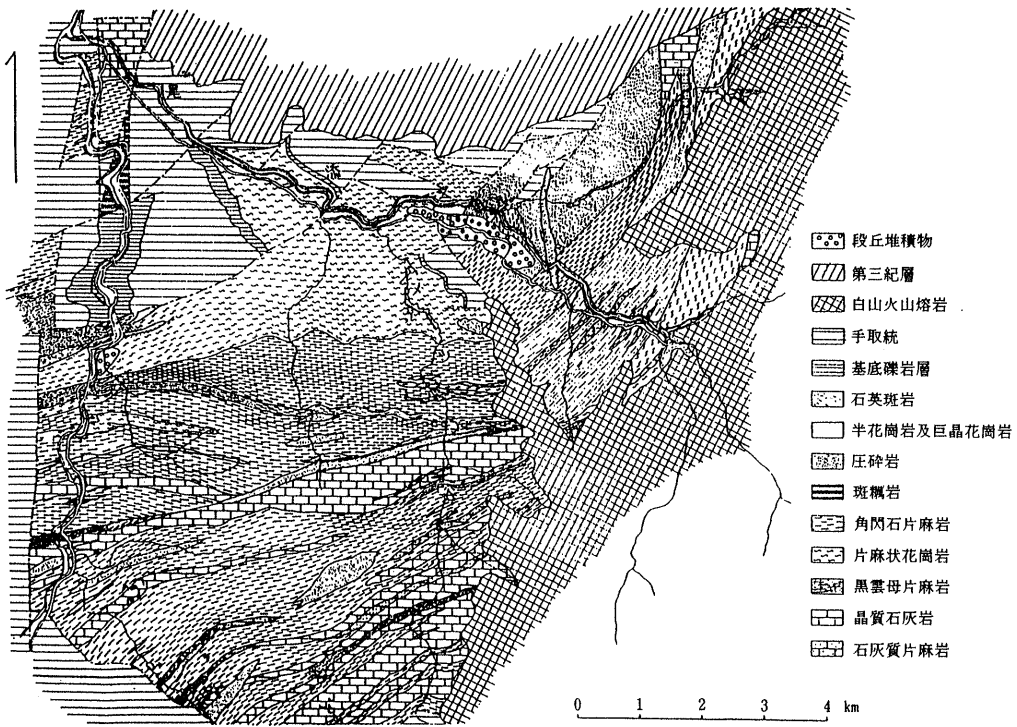 段丘堆積物
第三紀層
白山火山熔岩
手取統
基底礫岩層
石英斑岩
半花崗岩及巨晶花崗岩
圧砕岩
斑糲岩
角閃石片麻岩
片麻状花崗岩
黒雲母片麻岩
晶質石灰岩
石灰質片麻岩
0 1 2 3 4 km